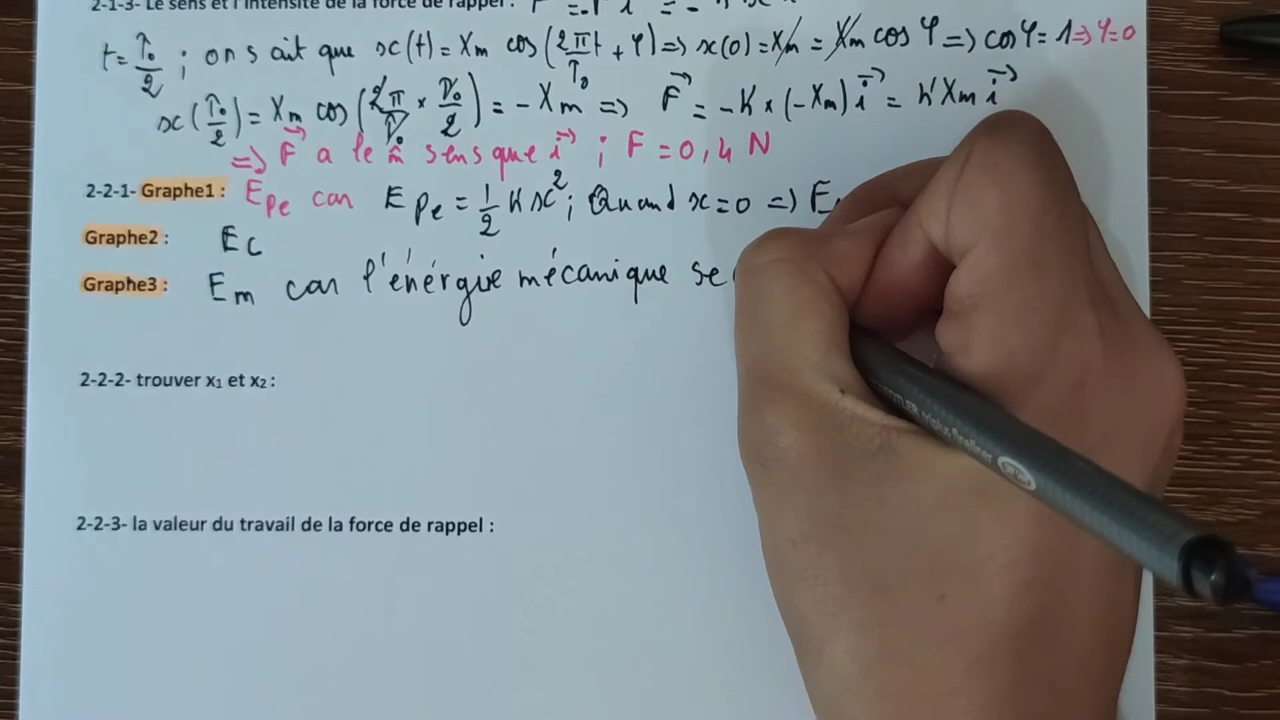 2-1-3- Le sens et l'intensité de la force de rappel :
t = T₀/2 ; on sait que x(t) = Xm cos(2π/T₀ t + φ) => x(0) = Xm = Xm cos φ => cos φ = 1 => φ = 0
x(T₀/2) = Xm cos(2π/T₀ × T₀/2) = - Xm => F⃗ = -K × (-Xm) i⃗ = K Xm i⃗
=> F⃗ a le m̂ sens que i⃗ ; F = 0,4 N
2-2-1- Graphe1 : Epe car Epe = 1/2 K x² ; Quand x = 0 =>
Graphe2 : Ec
Graphe3 : Em car l'énérgie mécanique se
2-2-2- trouver x₁ et x₂ :
2-2-3- la valeur du travail de la force de rappel :